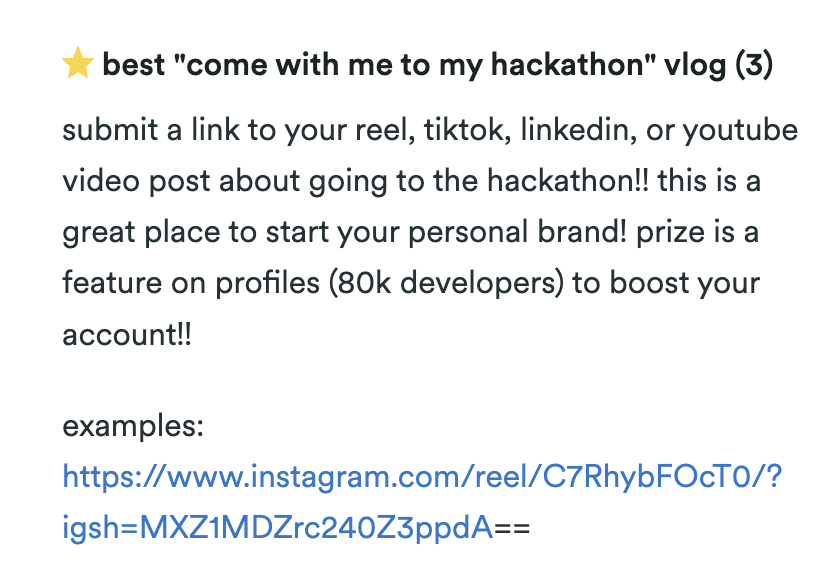 ⭐ best "come with me to my hackathon" vlog (3)
submit a link to your reel, tiktok, linkedin, or youtube
video post about going to the hackathon!! this is a
great place to start your personal brand! prize is a
feature on profiles (80k developers) to boost your
account!!
examples:
https://www.instagram.com/reel/C7RhybFOcT0/?
igsh=MXZ1MDZrc240Z3ppdA==